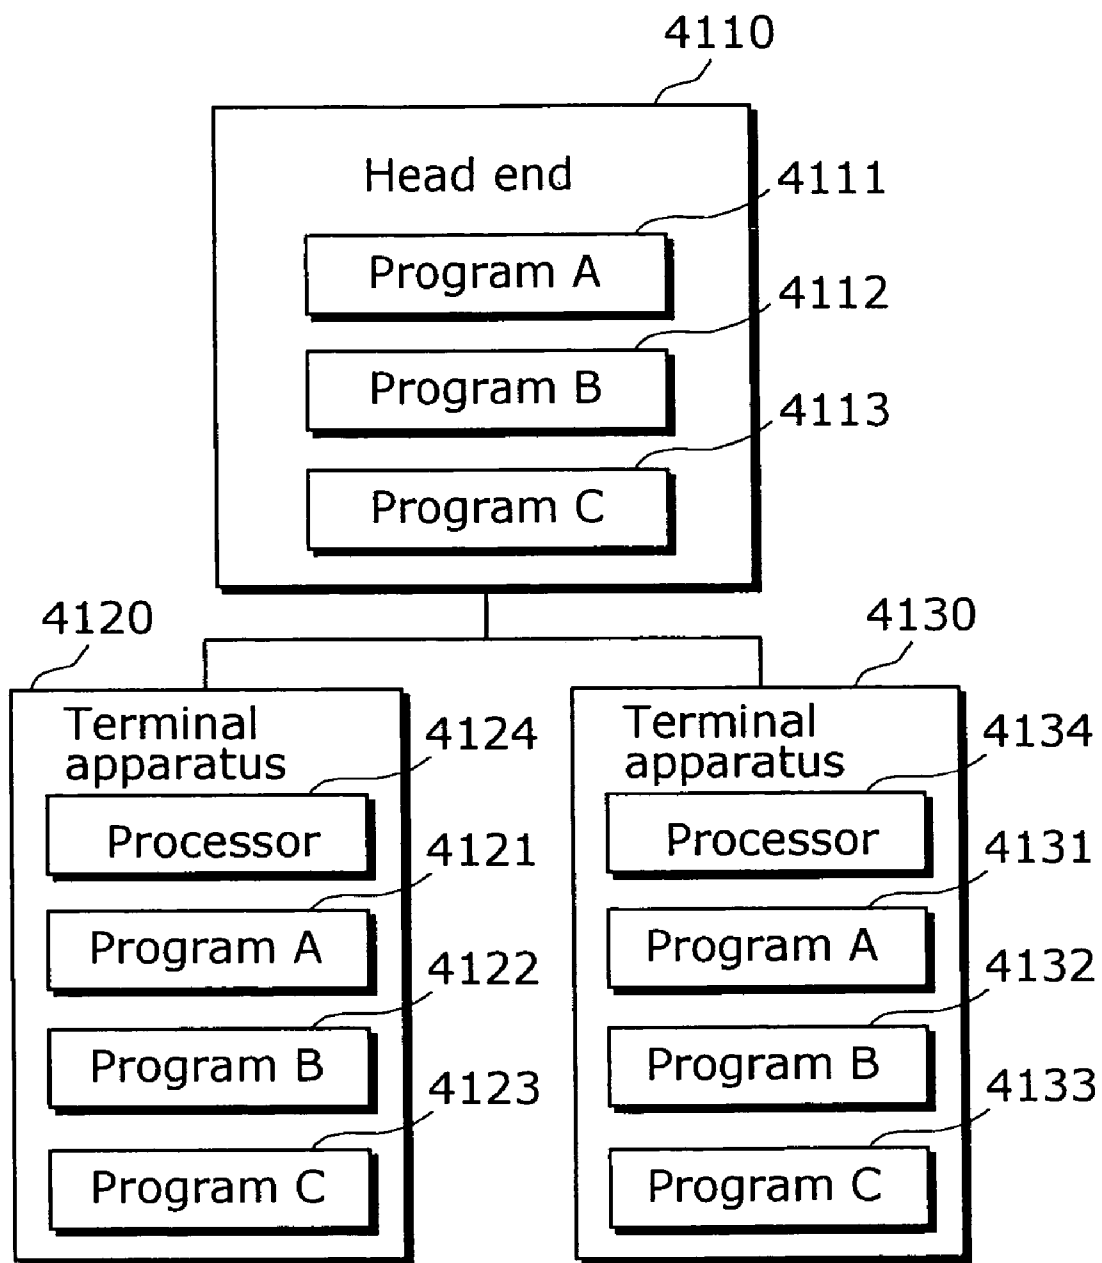 4110
Head end
4111
Program A
4112
Program B
4113
Program C
4120
Terminal
apparatus
4124
Processor
4121
Program A
4122
Program B
4123
Program C
4130
Terminal
apparatus
4134
Processor
4131
Program A
4132
Program B
4133
Program C